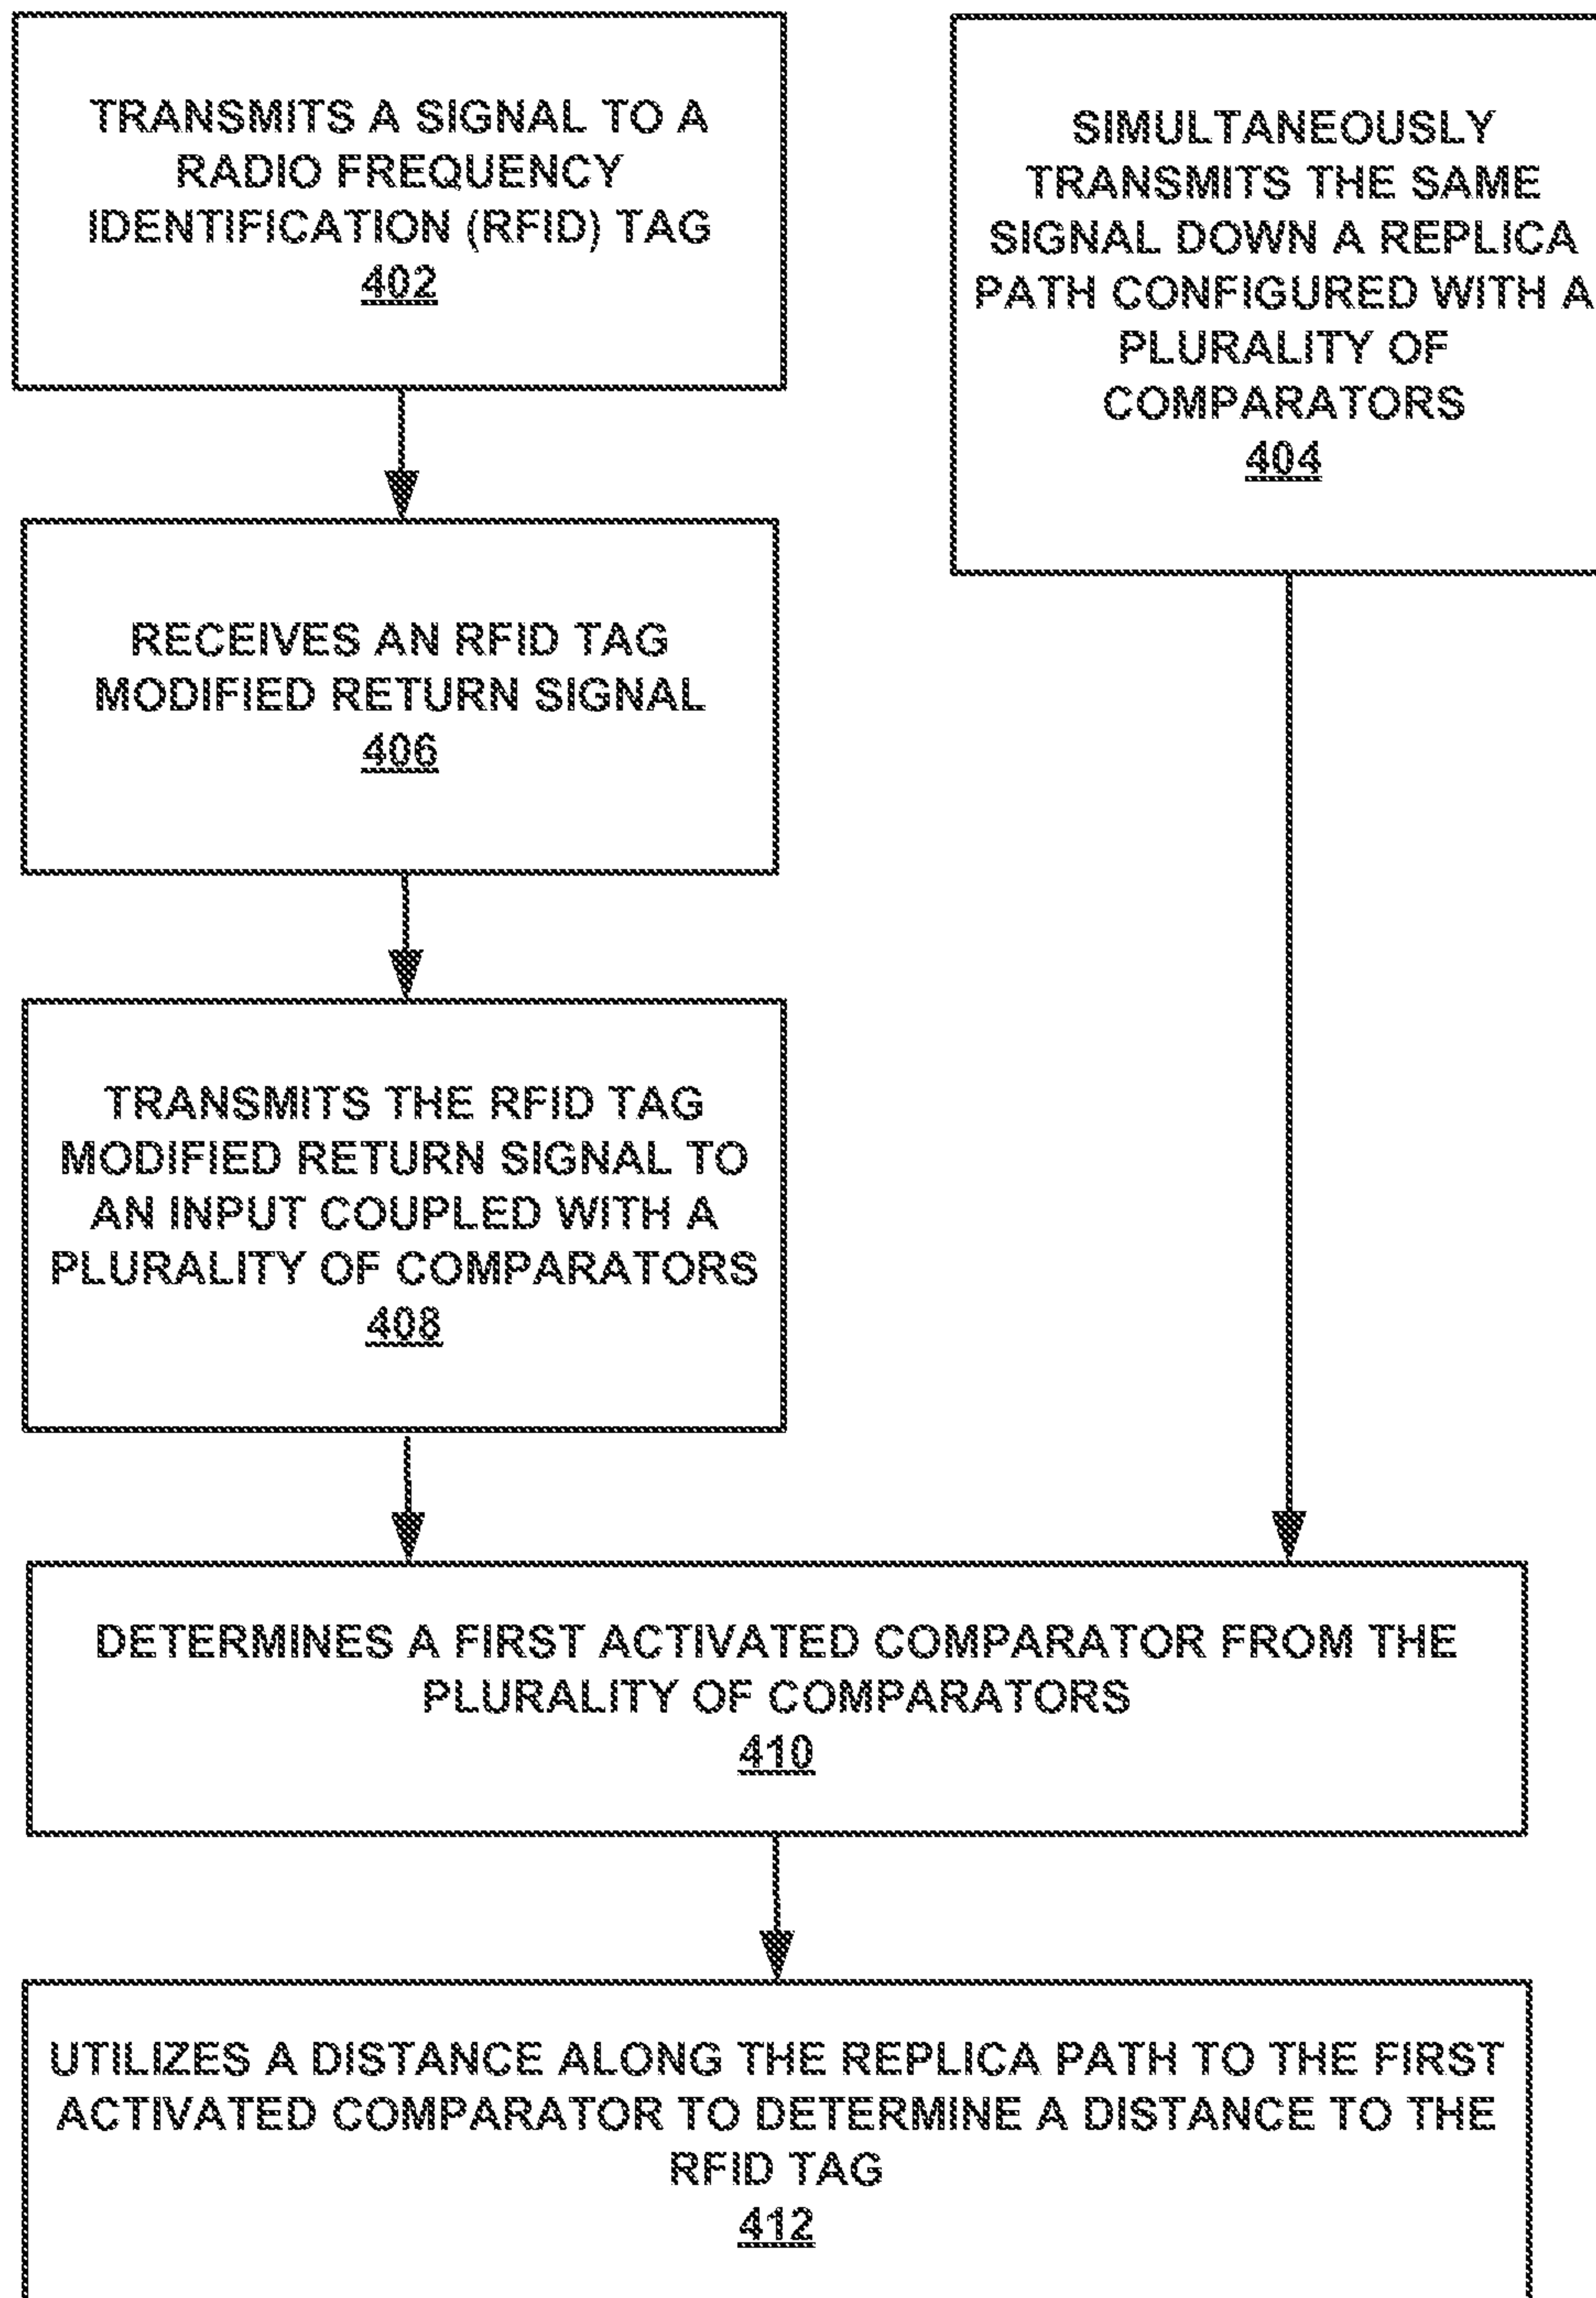 TRANSMITS A SIGNAL TO A
RADIO FREQUENCY
IDENTIFICATION (RFID) TAG
402
SIMULTANEOUSLY
TRANSMITS THE SAME
SIGNAL DOWN A REPLICA
PATH CONFIGURED WITH A
PLURALITY OF
COMPARATORS
404
RECEIVES AN RFID TAG
MODIFIED RETURN SIGNAL
406
TRANSMITS THE RFID TAG
MODIFIED RETURN SIGNAL TO
AN INPUT COUPLED WITH A
PLURALITY OF COMPARATORS
408
DETERMINES A FIRST ACTIVATED COMPARATOR FROM THE
PLURALITY OF COMPARATORS
410
UTILIZES A DISTANCE ALONG THE REPLICA PATH TO THE FIRST
ACTIVATED COMPARATOR TO DETERMINE A DISTANCE TO THE
RFID TAG
412